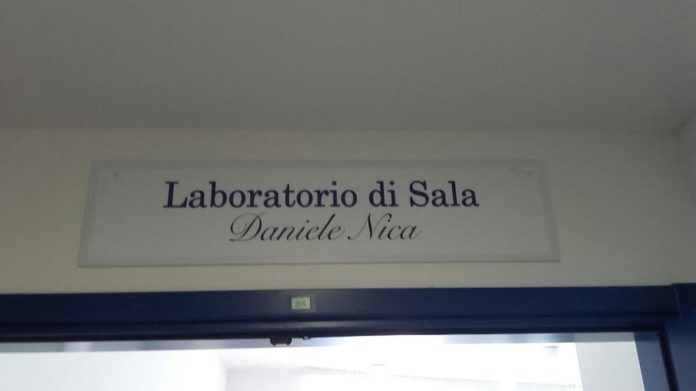 Laboratorio di Sala
Daniele Nica